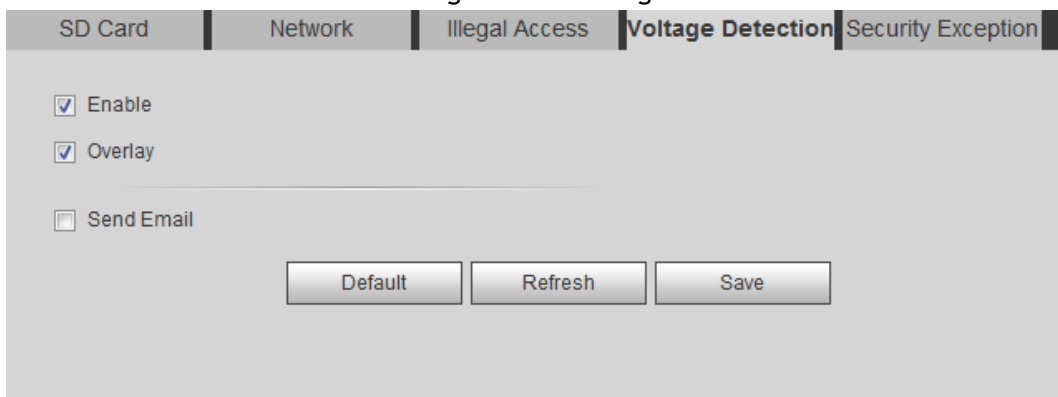 SD Card Network Illegal Access Voltage Detection Security Exception
Enable
Overlay
Send Email
Default Refresh Save